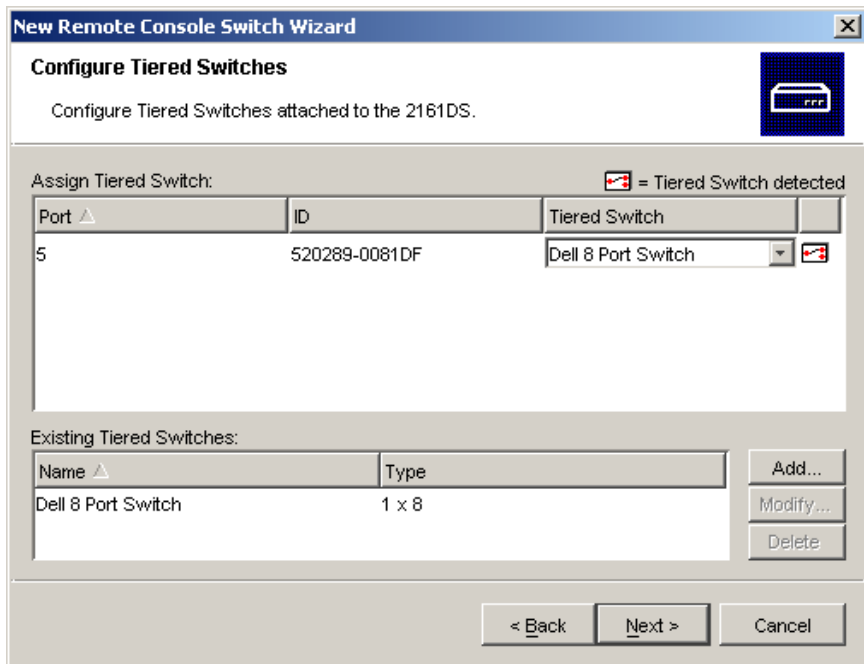 New Remote Console Switch Wizard
Configure Tiered Switches
Configure Tiered Switches attached to the 2161DS.
Assign Tiered Switch:
= Tiered Switch detected
Port ID Tiered Switch
5 520289-0081DF Dell 8 Port Switch
Existing Tiered Switches:
Name Type
Dell 8 Port Switch 1 x 8
Add...
Modify...
Delete
< Back Next > Cancel